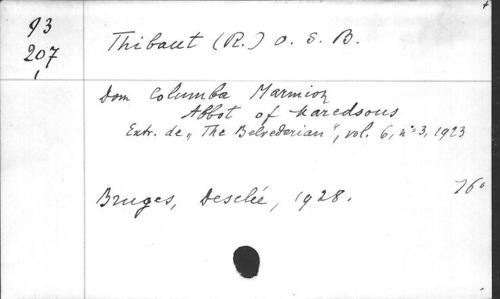 93
207
1
Thibaut (R.) O. S. B.
Dom Columba Marmion
Abbot of Maredsous
Extr. de „The Belvederian", vol. 6, n° 3, 1923
Bruges, Desclée, 1928.
76°